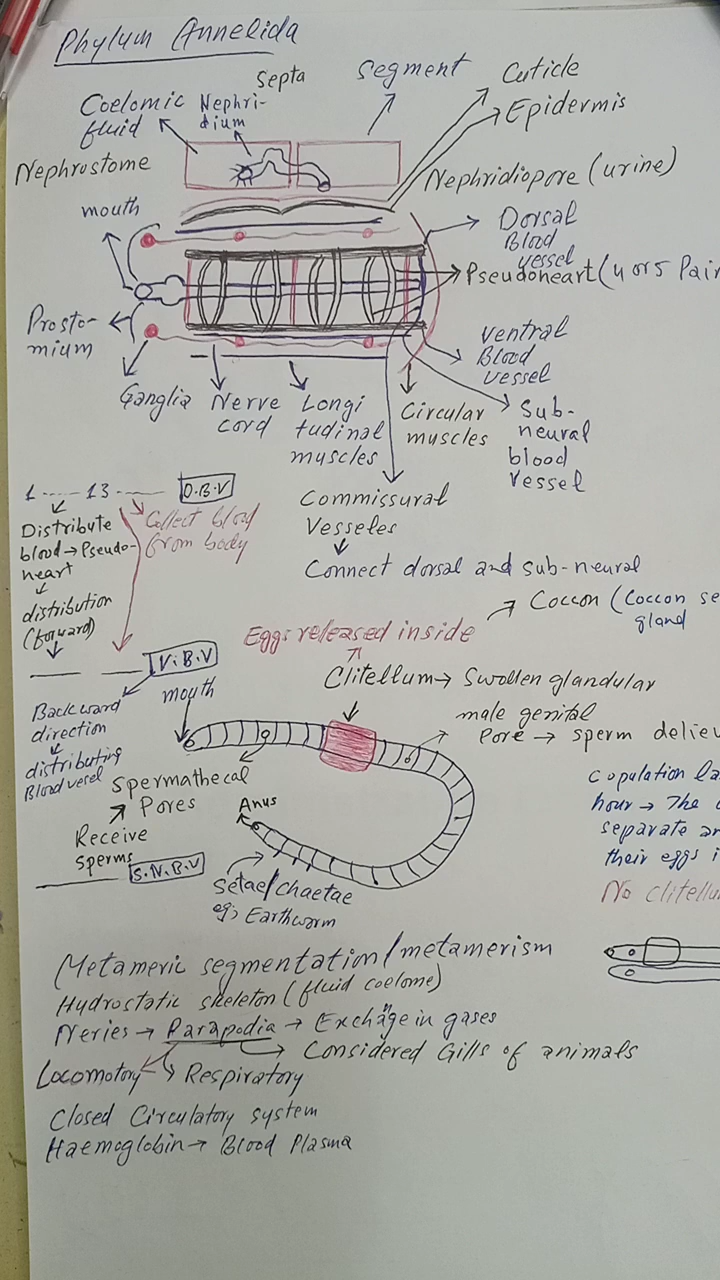 Phylum Annelida
Septa
Segment
Cuticle
Epidermis
Coelomic
fluid
Nephri-
dium
Nephrostome
Nephridiopore (urine)
mouth
Dorsal
Blood
vessel
Pseudoheart (4 or 5 Pair
Prosto-
mium
Ventral
Blood
vessel
Ganglia
Nerve
cord
Longi
tudinal
muscles
Circular
muscles
Sub-
neural
blood
vessel
1 ---- 13 ----
D.B.V
Distribute
blood → Pseudo-
heart
distribution
(forward)
Collect blood
from body
Commissural
Vesseles
Connect dorsal and sub-neural
Coccon (Coccon se
gland
Eggs released inside
V.B.V
Clitellum → Swollen glandular
Backward
direction
distributing
Blood vesel
mouth
male genital
Pore → sperm deliev
Spermathecal
Pores
Receive
sperms
S.N.B.V
Anus
Setae/chaetae
eg; Earthworm
copulation la
hour → The
separate an
their eggs i
No clitellu
Metameric segmentation/metamerism
Hydrostatic skeleton (fluid coelome)
Neries → Parapodia → Exchage in gases
Considered Gills of animals
Locomotory
Respiratory
Closed Circulatory system
Haemoglobin → Blood Plasma